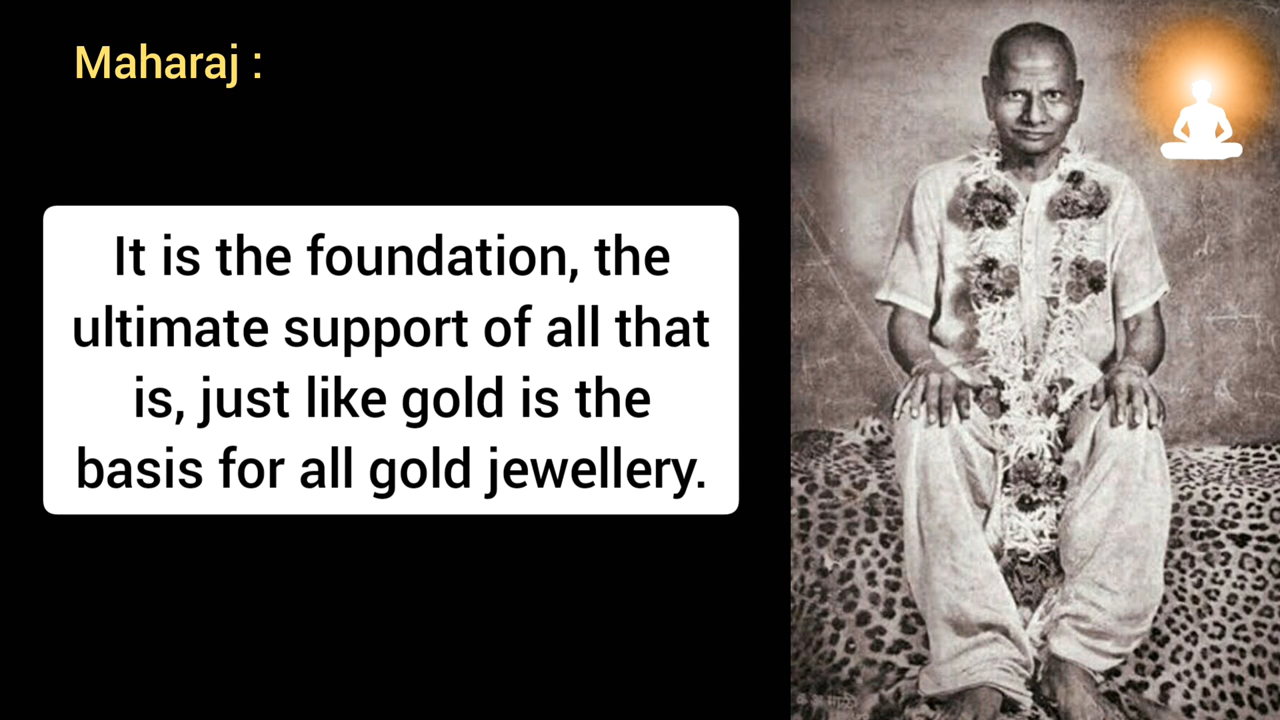 Maharaj :
It is the foundation, the
ultimate support of all that
is, just like gold is the
basis for all gold jewellery.